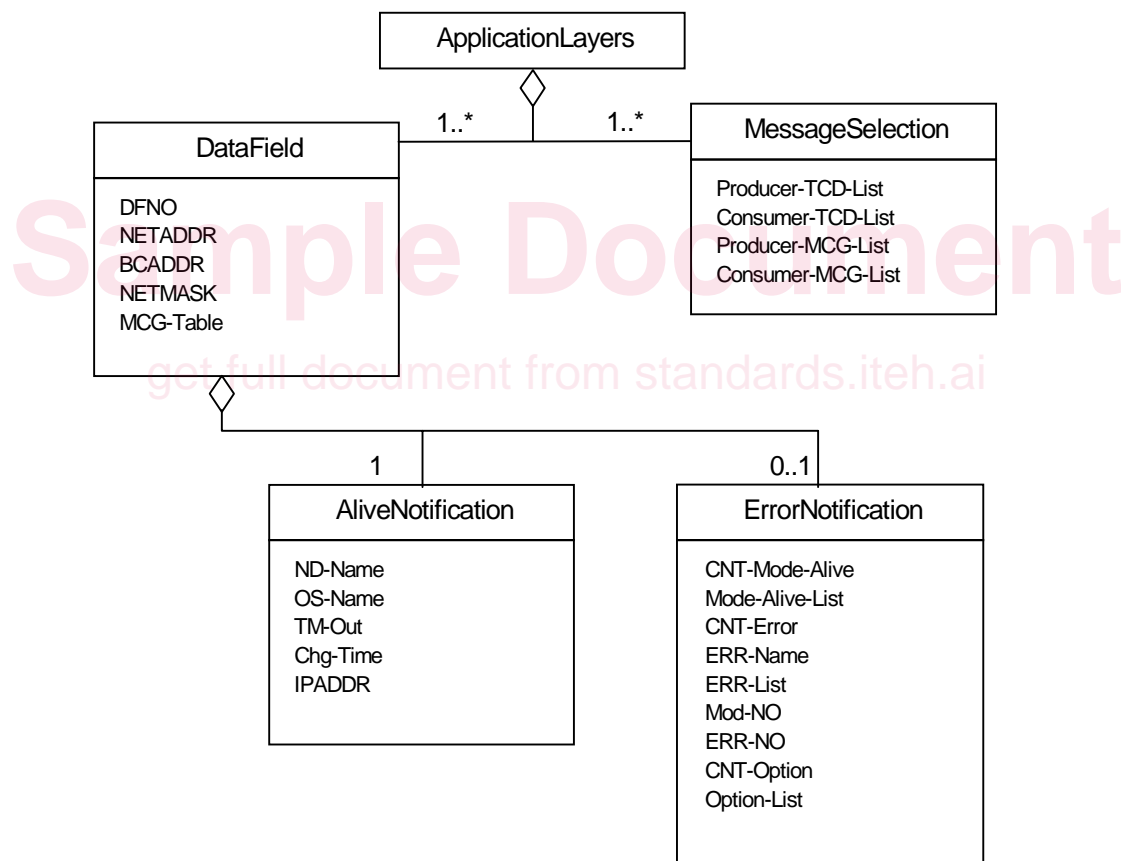 ApplicationLayers
1..*
1..*
DataField
DFNO
NETADDR
BCADDR
NETMASK
MCG-Table
MessageSelection
Producer-TCD-List
Consumer-TCD-List
Producer-MCG-List
Consumer-MCG-List
Sample Document
get full document from standards.iteh.ai
1
0..1
AliveNotification
ND-Name
OS-Name
TM-Out
Chg-Time
IPADDR
ErrorNotification
CNT-Mode-Alive
Mode-Alive-List
CNT-Error
ERR-Name
ERR-List
Mod-NO
ERR-NO
CNT-Option
Option-List